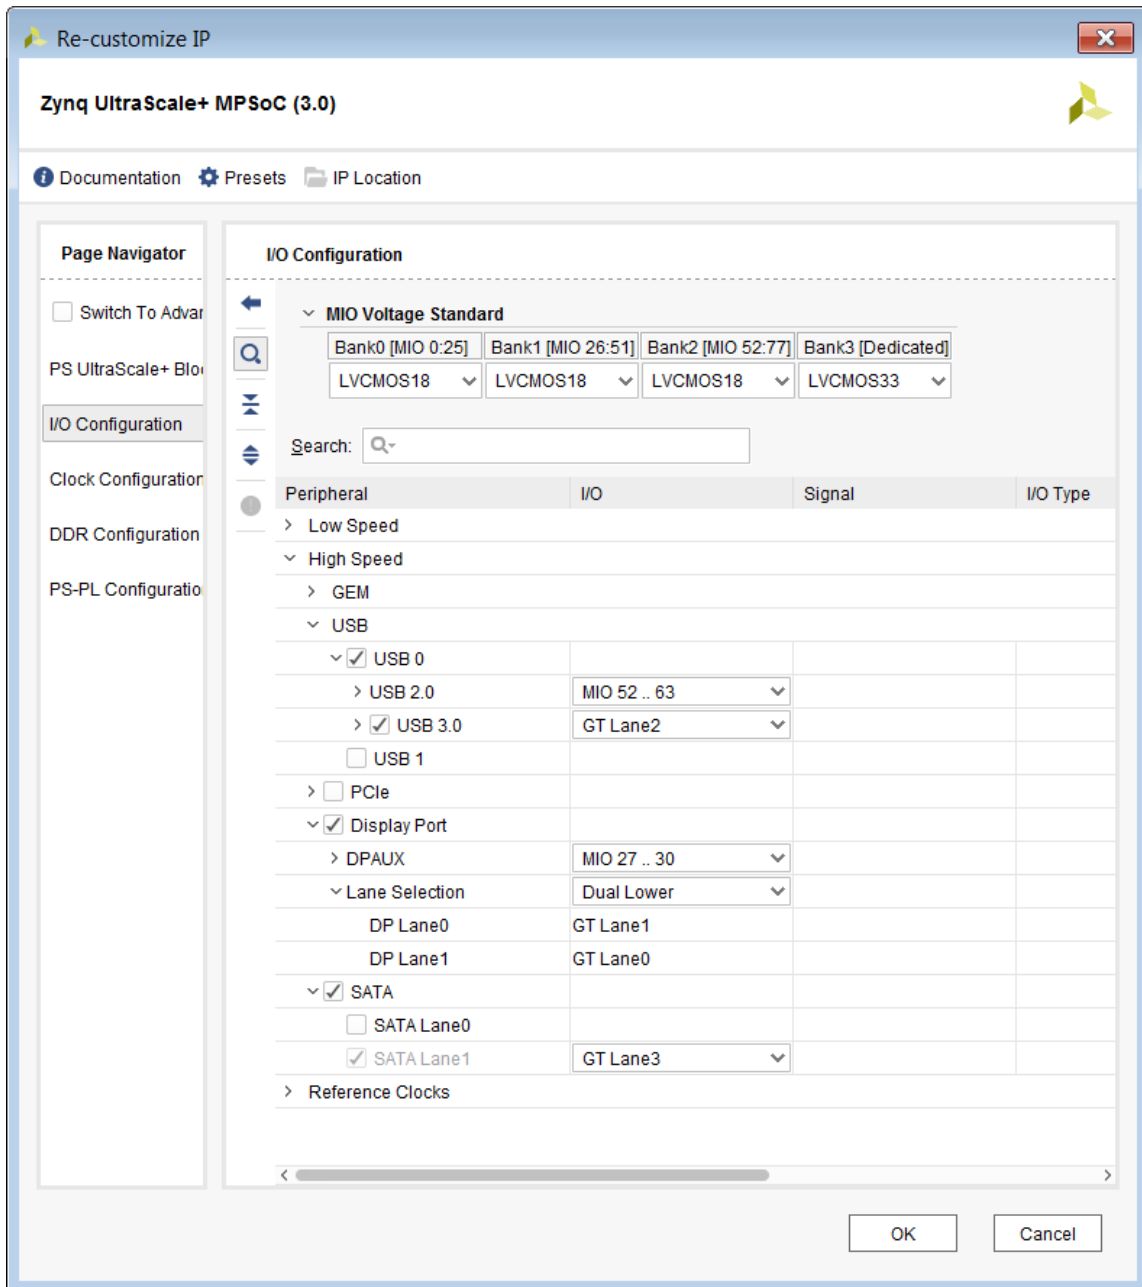 Re-customize IP
Zynq UltraScale+ MPSoC (3.0)
Documentation Presets IP Location
Page Navigator
Switch To Advar
PS UltraScale+ Blo
I/O Configuration
Clock Configuration
DDR Configuration
PS-PL Configuratio
I/O Configuration
MIO Voltage Standard
Bank0 [MIO 0:25] Bank1 [MIO 26:51] Bank2 [MIO 52:77] Bank3 [Dedicated]
LVCMOS18 LVCMOS18 LVCMOS18 LVCMOS33
Search:
Peripheral I/O Signal I/O Type
Low Speed
High Speed
GEM
USB
USB 0
USB 2.0 MIO 52 .. 63
USB 3.0 GT Lane2
USB 1
PCIe
Display Port
DPAUX MIO 27 .. 30
Lane Selection Dual Lower
DP Lane0 GT Lane1
DP Lane1 GT Lane0
SATA
SATA Lane0
SATA Lane1 GT Lane3
Reference Clocks
OK Cancel